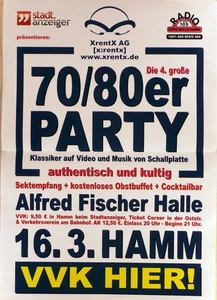 stadt.
anzeiger
präsentieren:
RADIO
XrentX AG
[x:rentx]
www.xrentx.de
Die 4. große
70/80er
PARTY
Klassiker auf Video und Musik von Schallplatte
authentisch und kultig
Sektempfang + kostenloses Obstbuffet + Cocktailbar
Alfred Fischer Halle
VVK: 9,50 € in Hamm beim Stadtanzeiger, Ticket Corner in der Oststr.
& Verkehrsverein am Bahnhof. AK 12,50 €. Einlass 20 Uhr - Beginn 21 Uhr.
16.3. HAMM
VVK HIER!